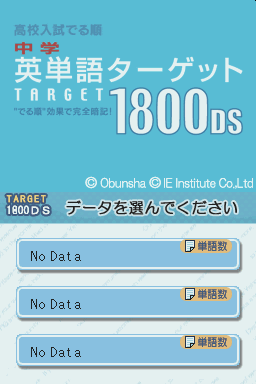 高校入試でる順
中学
英単語ターゲット
TARGET 1800DS
"でる順"効果で完全暗記!
© Obunsha © IE Institute Co.,Ltd
TARGET
1800DS データを選んでください
単語数
No Data
単語数
No Data
単語数
No Data